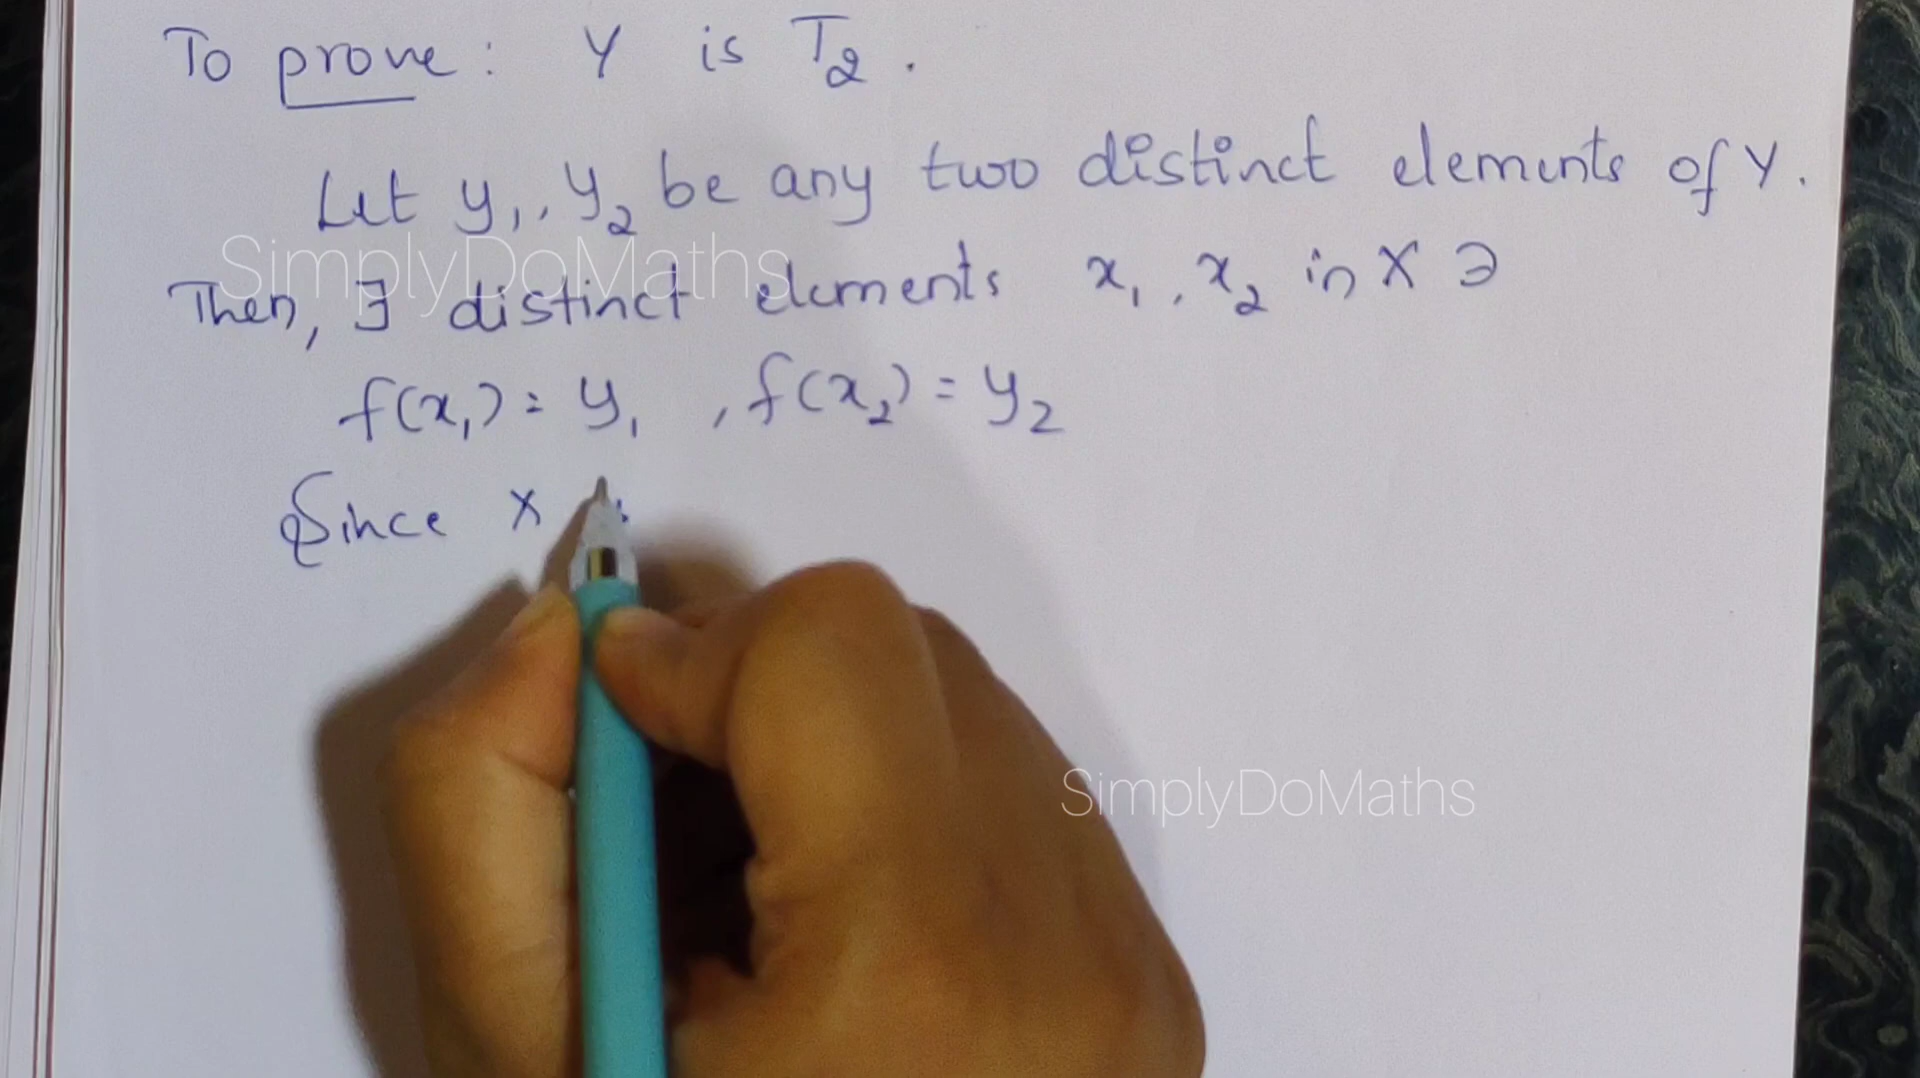 To prove: Y is T₂.
Let y₁, y₂ be any two distinct elements of Y.
SimplyDoMaths
Then, ∃ distinct elements x₁, x₂ in X ∋
f(x₁) = y₁, f(x₂) = y₂
Since X
SimplyDoMaths